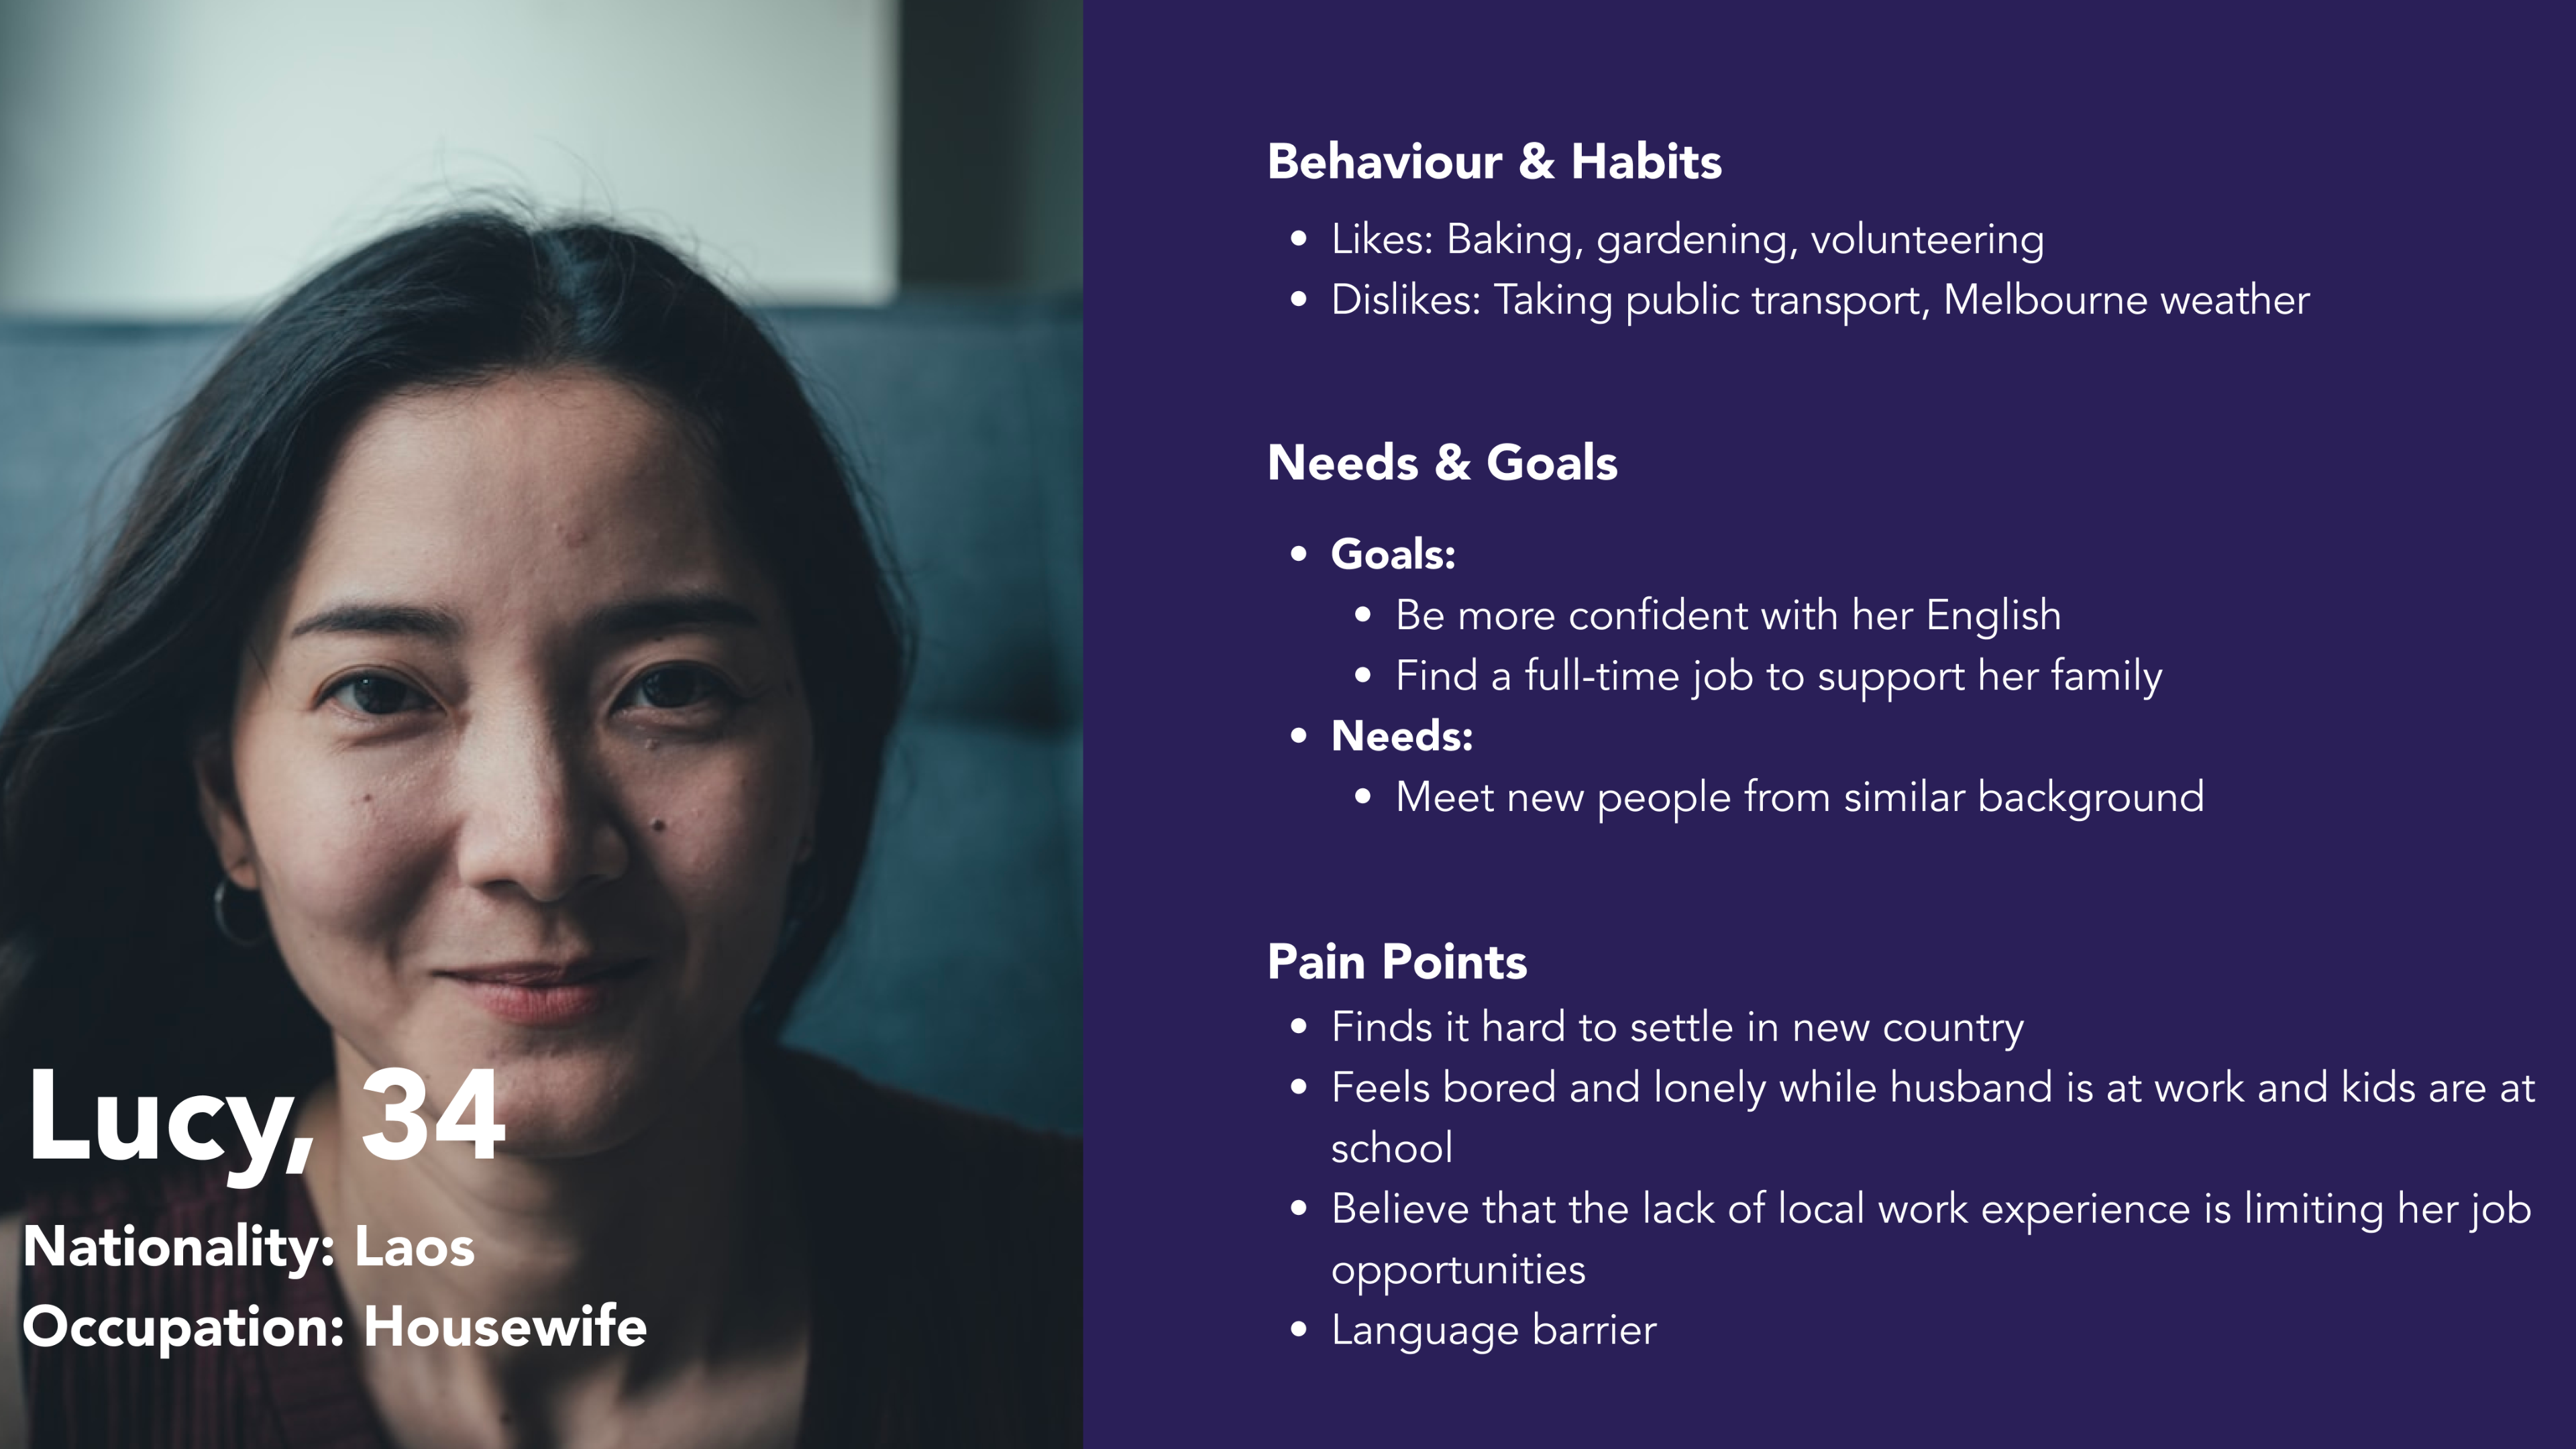 Lucy, 34
Nationality: Laos
Occupation: Housewife
Behaviour & Habits
• Likes: Baking, gardening, volunteering
• Dislikes: Taking public transport, Melbourne weather
Needs & Goals
• Goals:
• Be more confident with her English
• Find a full-time job to support her family
• Needs:
• Meet new people from similar background
Pain Points
• Finds it hard to settle in new country
• Feels bored and lonely while husband is at work and kids are at
school
• Believe that the lack of local work experience is limiting her job
opportunities
• Language barrier